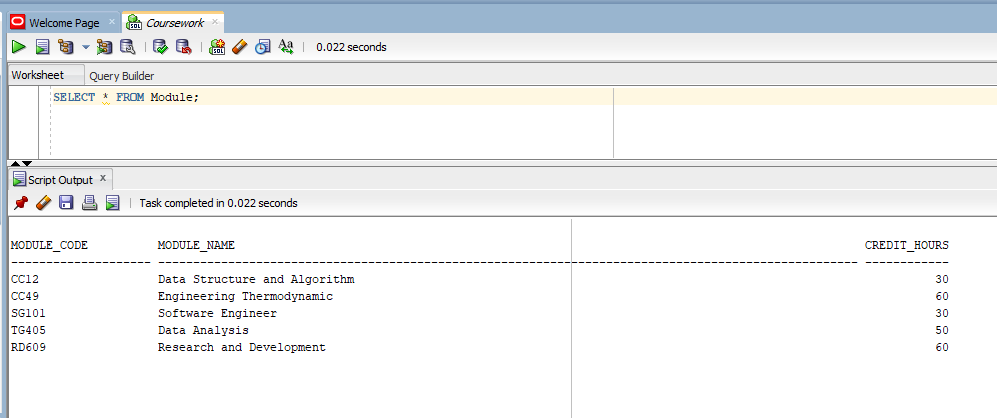 Welcome Page × Coursework ×
0.022 seconds
Worksheet Query Builder
SELECT * FROM Module;
Script Output x
Task completed in 0.022 seconds
MODULE_CODE MODULE_NAME CREDIT_HOURS
CC12 Data Structure and Algorithm 30
CC49 Engineering Thermodynamic 60
SG101 Software Engineer 30
TG405 Data Analysis 50
RD609 Research and Development 60